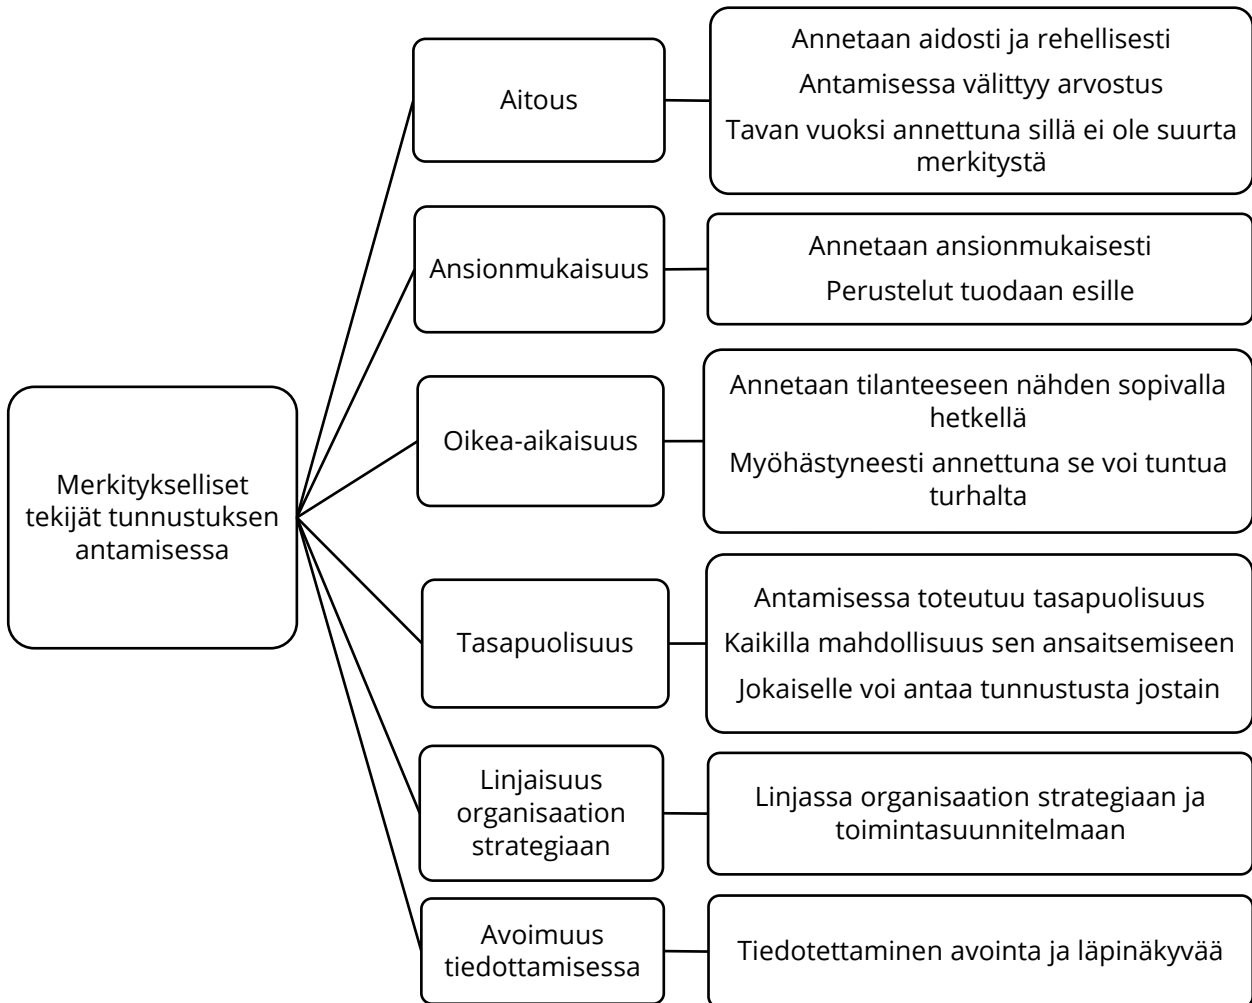 Merkitykselliset
tekijät tunnustuksen
antamisessa
Aitous
Annetaan aidosti ja rehellisesti
Antamisessa välittyy arvostus
Tavan vuoksi annettuna sillä ei ole suurta
merkitystä
Ansionmukaisuus
Annetaan ansionmukaisesti
Perustelut tuodaan esille
Oikea-aikaisuus
Annetaan tilanteeseen nähden sopivalla
hetkellä
Myöhästyneesti annettuna se voi tuntua
turhalta
Tasapuolisuus
Antamisessa toteutuu tasapuolisuus
Kaikilla mahdollisuus sen ansaitsemiseen
Jokaiselle voi antaa tunnustusta jostain
Linjaisuus
organisaation
strategiaan
Linjassa organisaation strategiaan ja
toimintasuunnitelmaan
Avoimuus
tiedottamisessa
Tiedotettaminen avointa ja läpinäkyvää